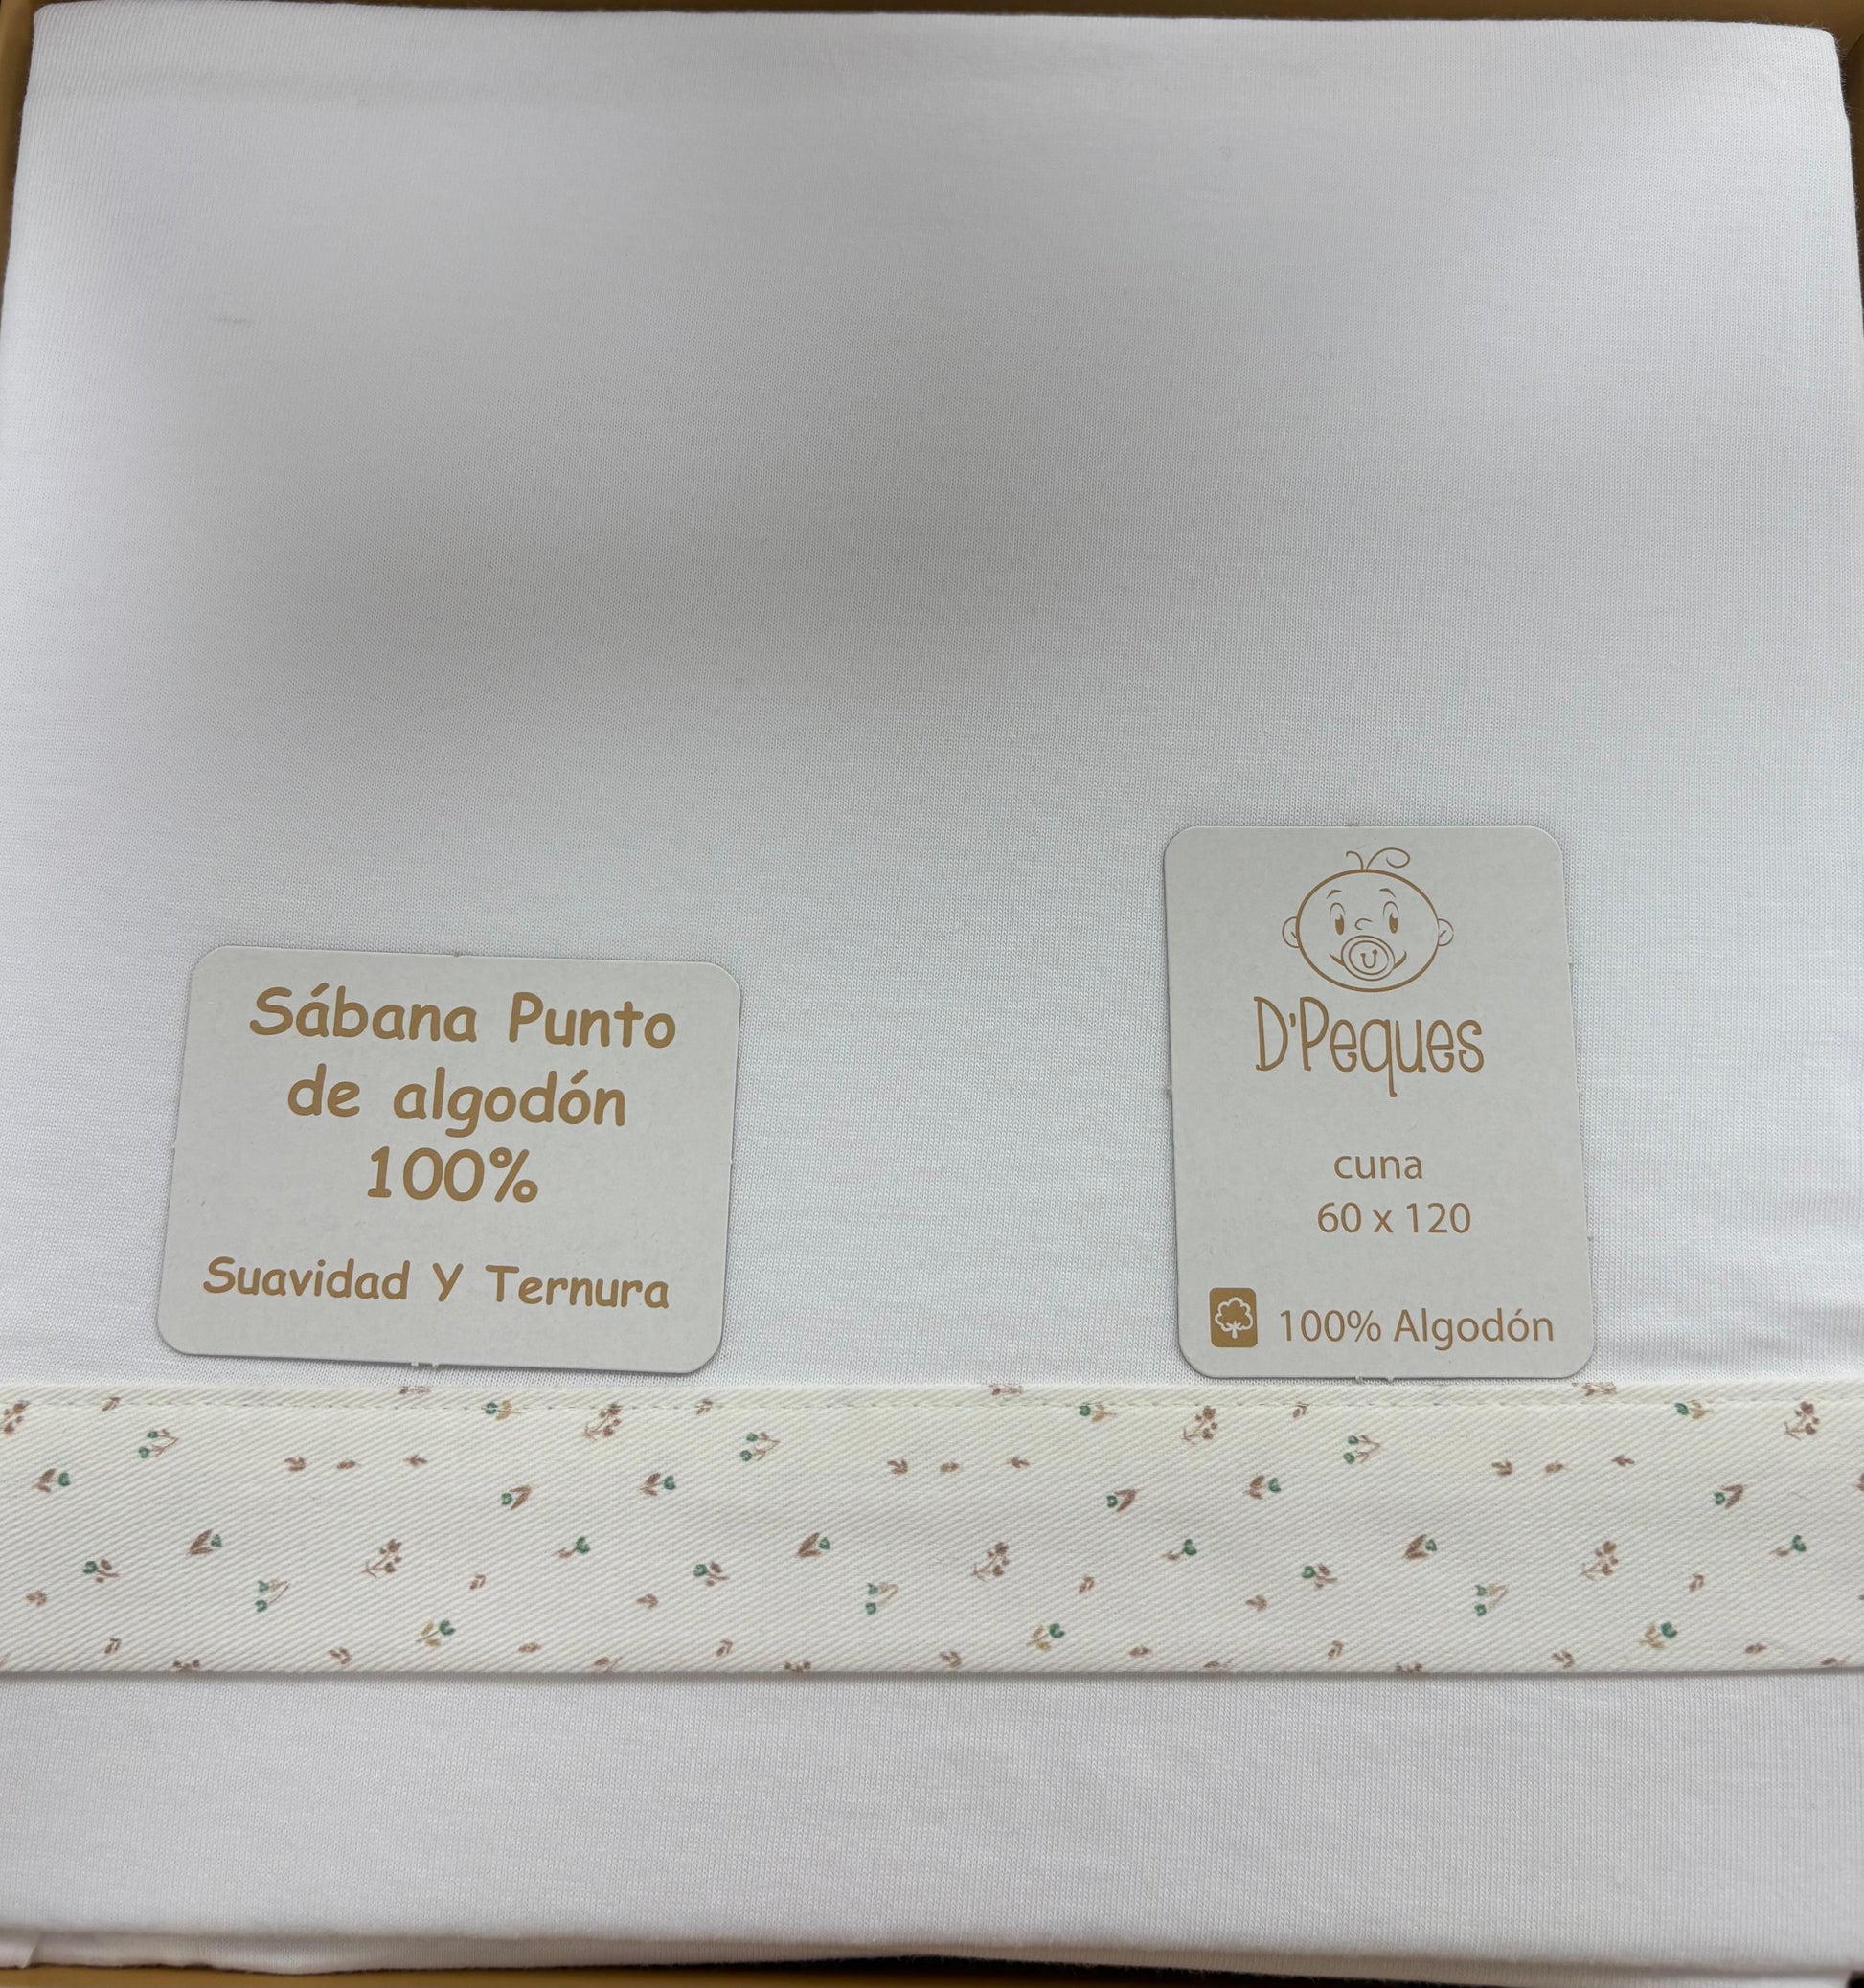 Sábana Punto
de algodón
100%
Suavidad Y Ternura
D'Peques
cuna
60 x 120
100% Algodón